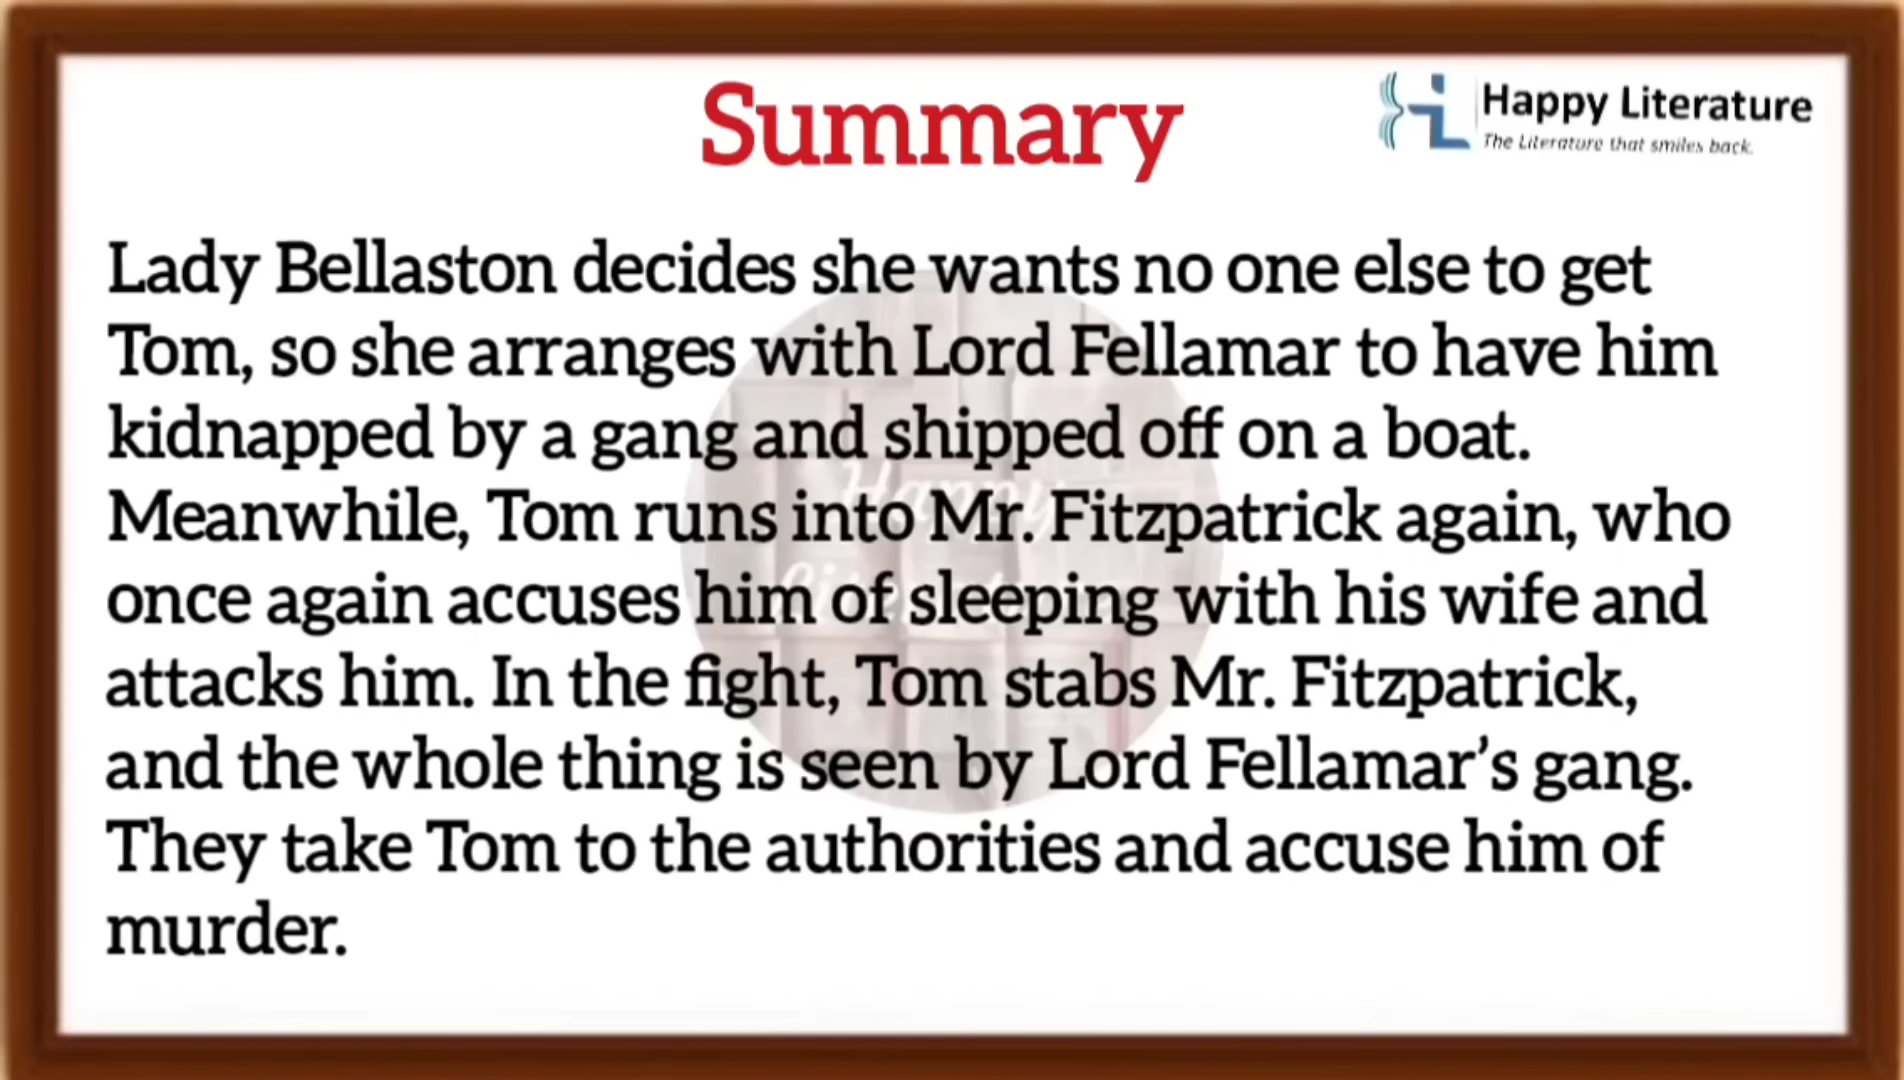 Summary
Happy Literature
The Literature that smiles back.
Lady Bellaston decides she wants no one else to get
Tom, so she arranges with Lord Fellamar to have him
kidnapped by a gang and shipped off on a boat.
Meanwhile, Tom runs into Mr. Fitzpatrick again, who
once again accuses him of sleeping with his wife and
attacks him. In the fight, Tom stabs Mr. Fitzpatrick,
and the whole thing is seen by Lord Fellamar’s gang.
They take Tom to the authorities and accuse him of
murder.
Happy